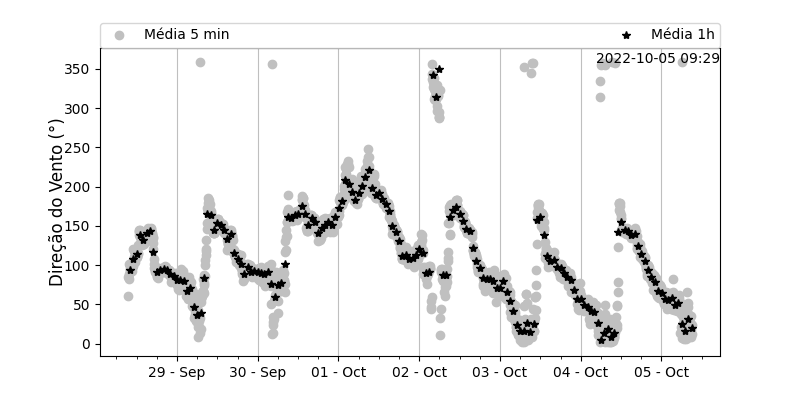 Média 5 min
Média 1h
2022-10-05 09:29
Direção do Vento (°)
350
300
250
200
150
100
50
0
29 - Sep
30 - Sep
01 - Oct
02 - Oct
03 - Oct
04 - Oct
05 - Oct